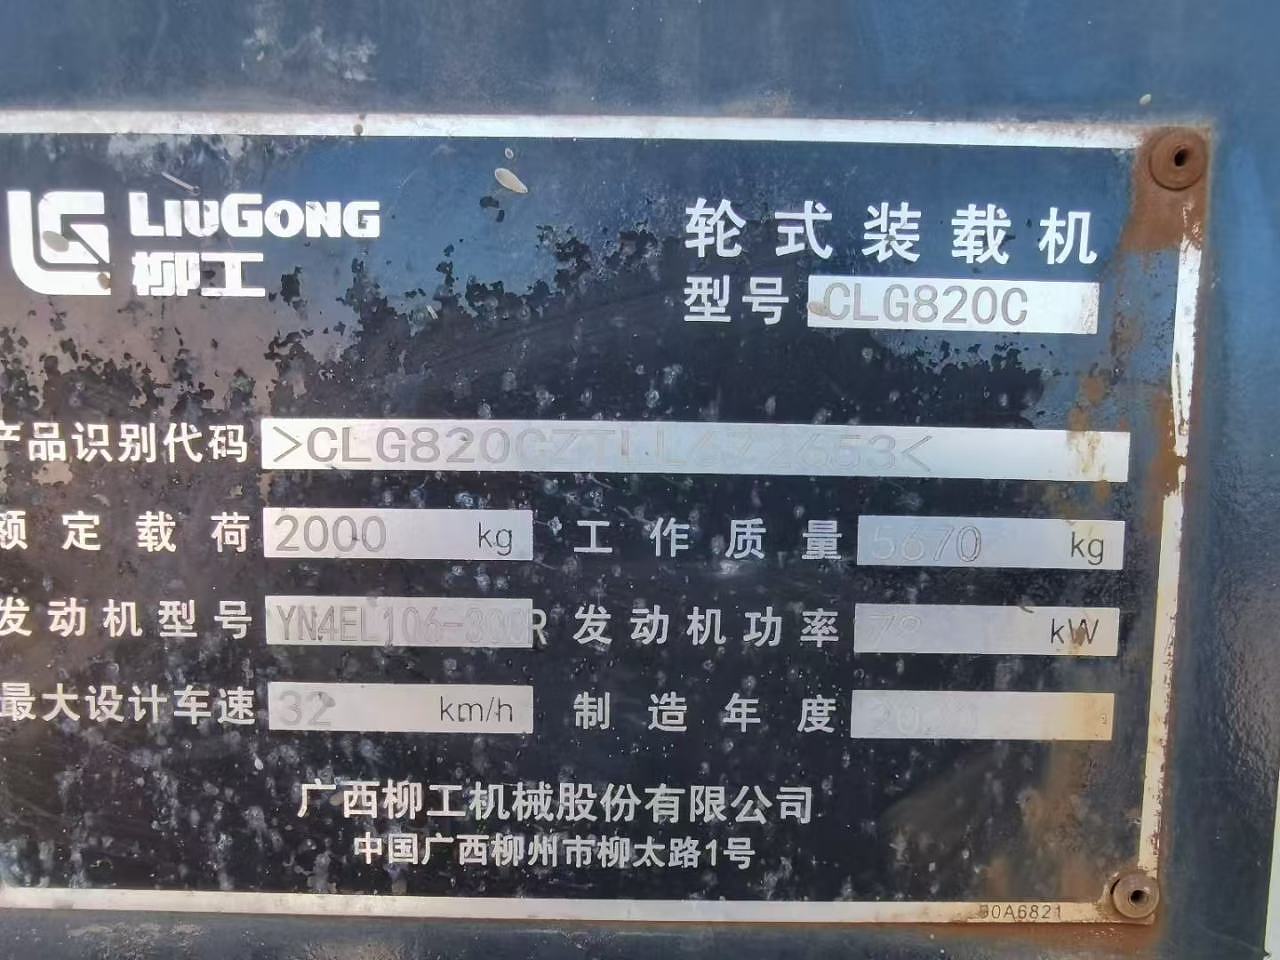 LIUGONG
柳工
轮式装载机
型号 CLG820C
产品识别代码
额定载荷 2000 kg 工作质量 5670 kg
发动机型号 发动机功率 kW
最大设计车速 32 km/h 制造年度
广西柳工机械股份有限公司
中国广西柳州市柳太路1号